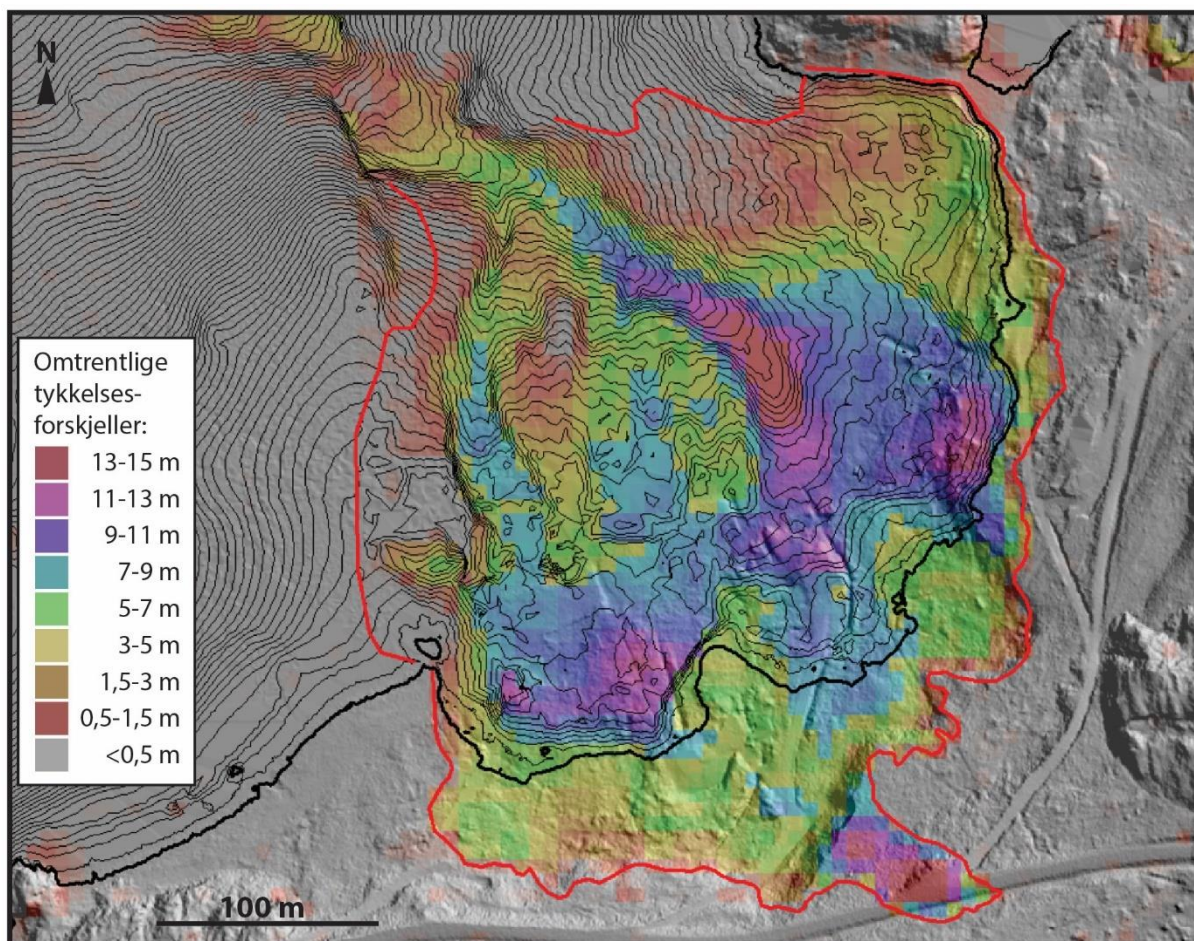 N
Omtrentlige
tykkelses-
forskjeller:
13-15 m
11-13 m
9-11 m
7-9 m
5-7 m
3-5 m
1,5-3 m
0,5-1,5 m
<0,5 m
100 m